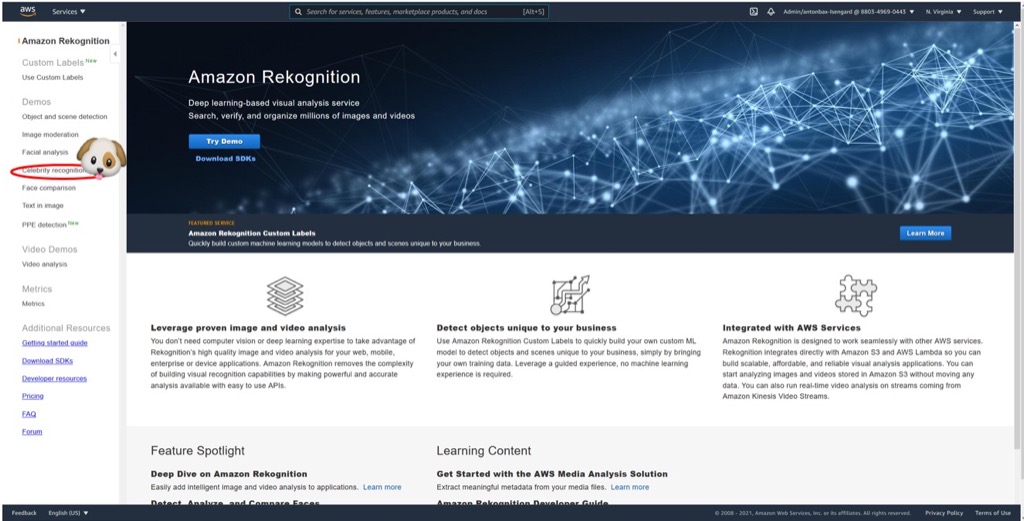 aws
Services
Search for services, features, marketplace products, and docs [Alt+S]
Admin/antonbax-Isengard @ 8803-4969-0443
N. Virginia
Support
Amazon Rekognition
Custom Labels New
Use Custom Labels
Demos
Object and scene detection
Image moderation
Facial analysis
Celebrity recognition
Face comparison
Text in image
PPE detection New
Video Demos
Video analysis
Metrics
Metrics
Additional Resources
Getting started guide
Download SDKs
Developer resources
Pricing
FAQ
Forum
Amazon Rekognition
Deep learning-based visual analysis service
Search, verify, and organize millions of images and videos
Try Demo
Download SDKs
FEATURED SERVICE
Amazon Rekognition Custom Labels
Quickly build custom machine learning models to detect objects and scenes unique to your business.
Learn More
Leverage proven image and video analysis
You don't need computer vision or deep learning expertise to take advantage of
Rekognition's high quality image and video analysis for your web, mobile,
enterprise or device applications. Amazon Rekognition removes the complexity
of building visual recognition capabilities by making powerful and accurate
analysis available with easy to use APIs.
Detect objects unique to your business
Use Amazon Rekognition Custom Labels to quickly build your own custom ML
model to detect objects and scenes unique to your business, simply by bringing
your own training data. Leverage a guided experience, no machine learning
experience is required.
Integrated with AWS Services
Amazon Rekognition is designed to work seamlessly with other AWS services.
Rekognition integrates directly with Amazon S3 and AWS Lambda so you can
build scalable, affordable, and reliable visual analysis applications. You can
start analyzing images and videos stored in Amazon S3 without moving any
data. You can also run real-time video analysis on streams coming from
Amazon Kinesis Video Streams.
Feature Spotlight
Deep Dive on Amazon Rekognition
Easily add intelligent image and video analysis to applications. Learn more
Detect, Analyze, and Compare Faces
Learning Content
Get Started with the AWS Media Analysis Solution
Extract meaningful metadata from your media files. Learn more
Amazon Rekognition Developer Guide
Feedback
English (US)
© 2008 - 2021, Amazon Web Services, Inc. or its affiliates. All rights reserved.
Privacy Policy
Terms of Use